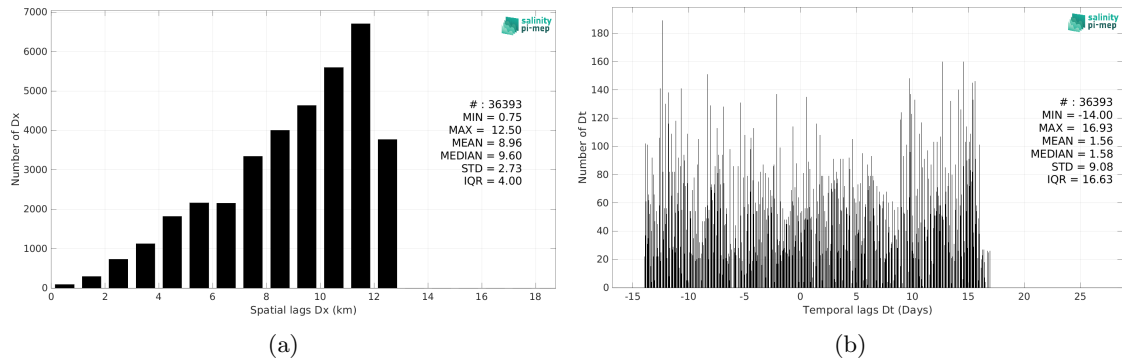 7000
6000
5000
4000
3000
2000
1000
0
Number of Dx
0 2 4 6 8 10 12 14 16 18
Spatial lags Dx (km)
salinity
pi-mep
# : 36393
MIN = 0.75
MAX = 12.50
MEAN = 8.96
MEDIAN = 9.60
STD = 2.73
IQR = 4.00
(a)
180
160
140
120
100
80
60
40
20
0
Number of Dt
-15 -10 -5 0 5 10 15 20 25
Temporal lags Dt (Days)
salinity
pi-mep
# : 36393
MIN = -14.00
MAX = 16.93
MEAN = 1.56
MEDIAN = 1.58
STD = 9.08
IQR = 16.63
(b)